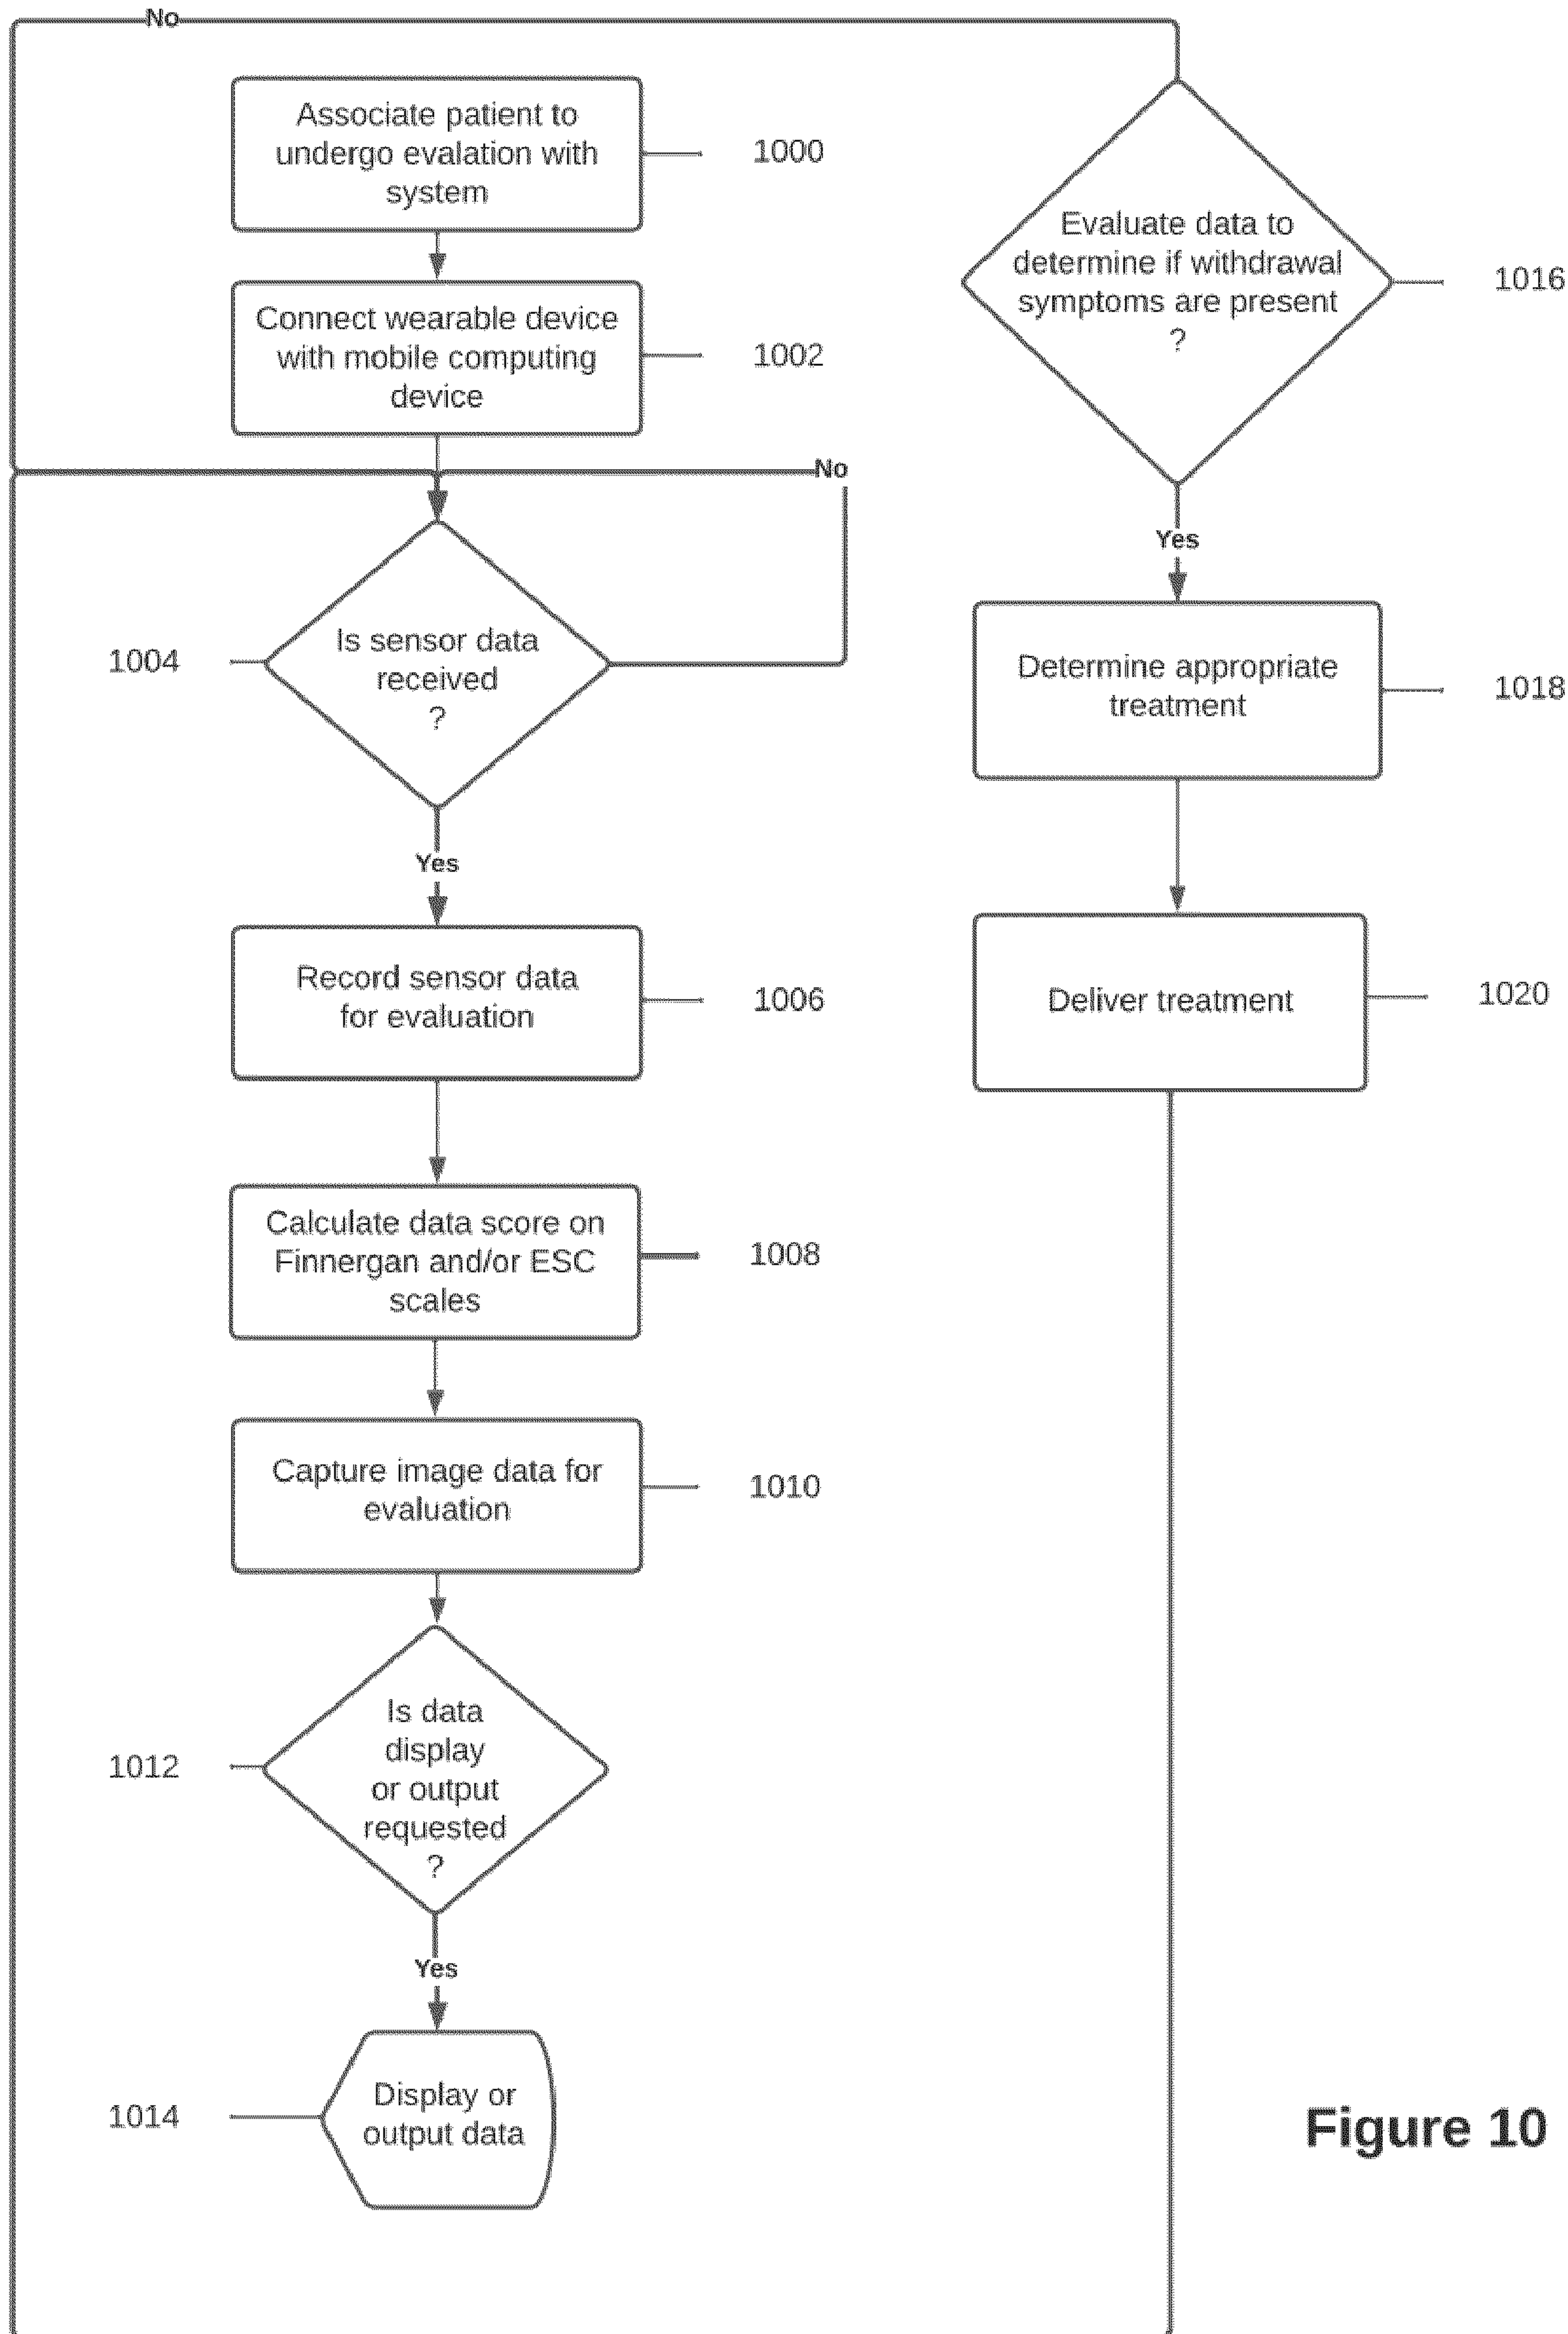 No
Associate patient to
undergo evalation with
system
1000
Connect wearable device
with mobile computing
device
1002
No
Is sensor data
received
?
1004
Yes
Record sensor data
for evaluation
1006
Calculate data score on
Finnergan and/or ESC
scales
1008
Capture image data for
evaluation
1010
Is data
display
or output
requested
?
1012
Yes
Display or
output data
1014
Evaluate data to
determine if withdrawal
symptoms are present
?
1016
Yes
Determine appropriate
treatment
1018
Deliver treatment
1020
Figure 10